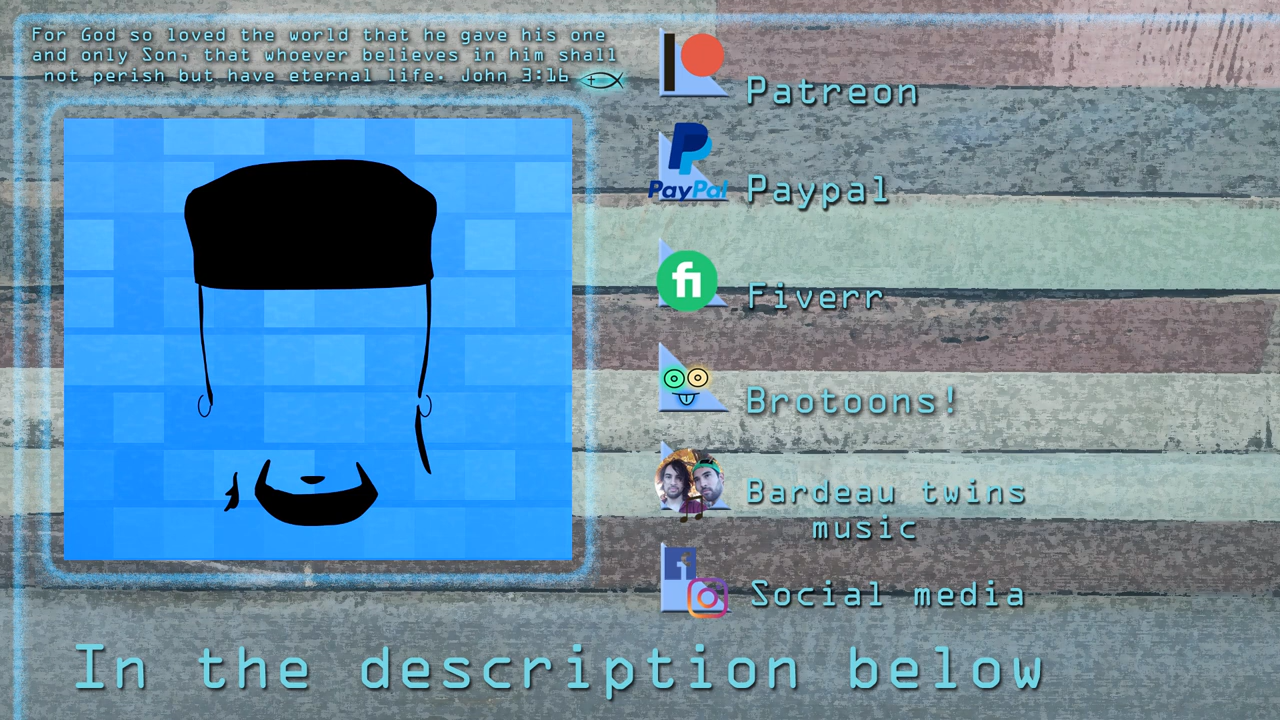 For God so loved the world that he gave his one
and only Son, that whoever believes in him shall
not perish but have eternal life. John 3:16
Patreon
PayPal
Paypal
fi
Fiverr
Brotoons!
Bardeau twins
music
f
Social media
In the description below